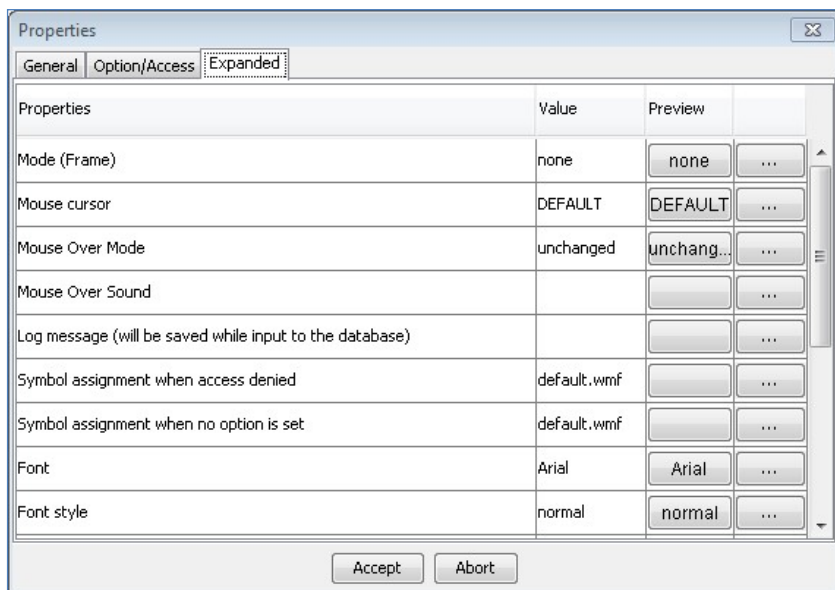 Properties
General Option/Access Expanded
Properties Value Preview
Mode (Frame) none none ...
Mouse cursor DEFAULT DEFAULT ...
Mouse Over Mode unchanged unchang... ...
Mouse Over Sound ...
Log message (will be saved while input to the database) ...
Symbol assignment when access denied default.wmf ...
Symbol assignment when no option is set default.wmf ...
Font Arial Arial ...
Font style normal normal ...
Accept Abort